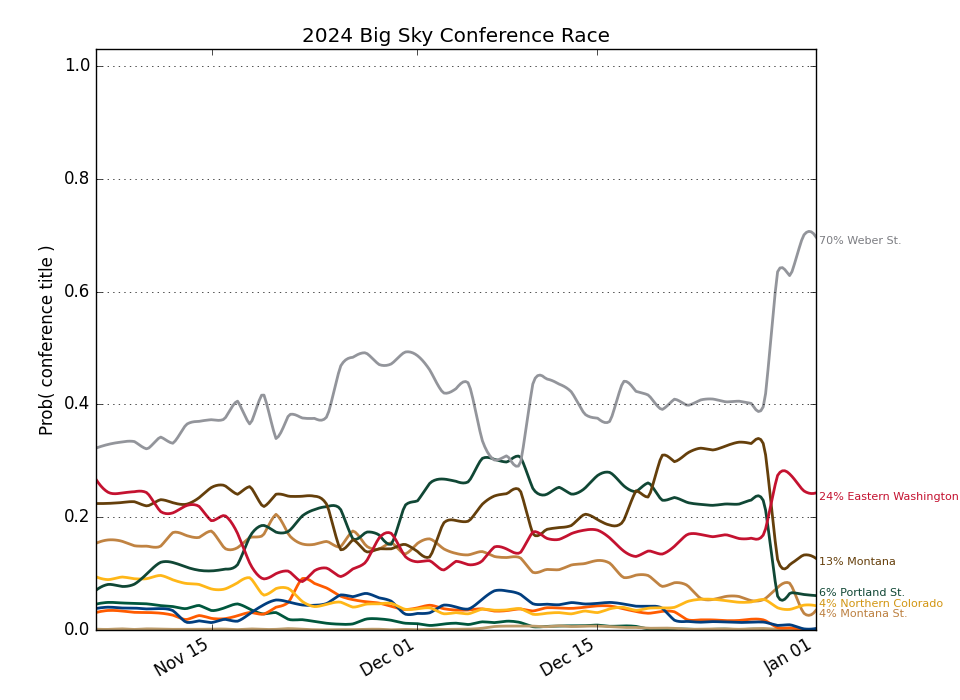 2024 Big Sky Conference Race
Prob( conference title )
1.0
0.8
0.6
0.4
0.2
0.0
70% Weber St.
24% Eastern Washington
13% Montana
6% Portland St.
4% Northern Colorado
4% Montana St.
Nov 15
Dec 01
Dec 15
Jan 01